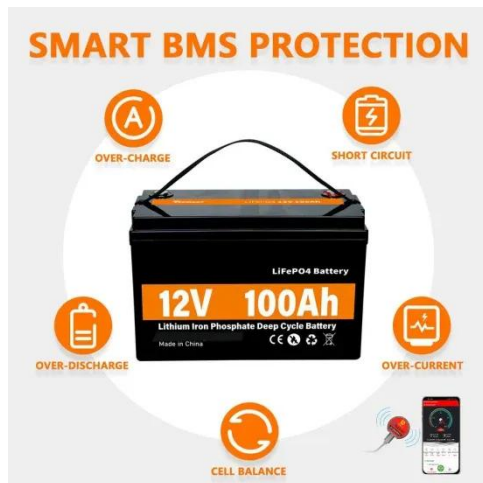 SMART BMS PROTECTION
A
OVER-CHARGE
SHORT CIRCUIT
LiFePO4 Battery
12V 100Ah
Lithium Iron Phosphate Deep Cycle Battery
Made in China
CE
OVER-DISCHARGE
OVER-CURRENT
CELL BALANCE